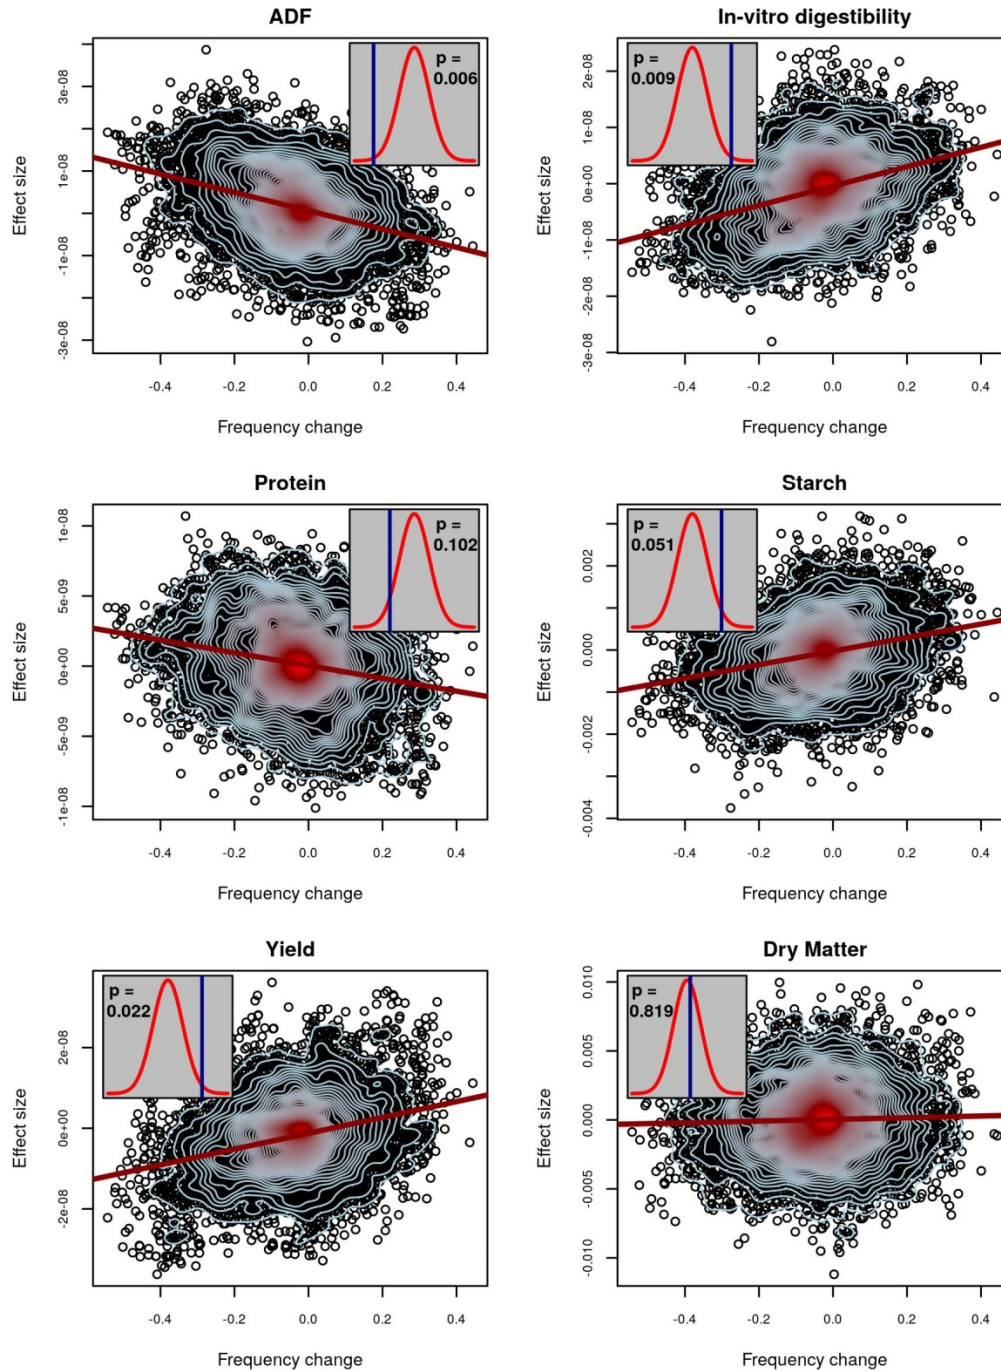 ADF
p =
0.006
Effect size
3e-08
1e-08
-1e-08
-3e-08
-0.4 -0.2 0.0 0.2 0.4
Frequency change
In-vitro digestibility
p =
0.009
Effect size
2e-08
1e-08
0e+00
-1e-08
-2e-08
-3e-08
-0.4 -0.2 0.0 0.2 0.4
Frequency change
Protein
p =
0.102
Effect size
1e-08
5e-09
0e+00
-5e-09
-1e-08
-0.4 -0.2 0.0 0.2 0.4
Frequency change
Starch
p =
0.051
Effect size
0.002
0.000
-0.002
-0.004
-0.4 -0.2 0.0 0.2 0.4
Frequency change
Yield
p =
0.022
Effect size
2e-08
0e+00
-2e-08
-0.4 -0.2 0.0 0.2 0.4
Frequency change
Dry Matter
p =
0.819
Effect size
0.010
0.005
0.000
-0.005
-0.010
-0.4 -0.2 0.0 0.2 0.4
Frequency change